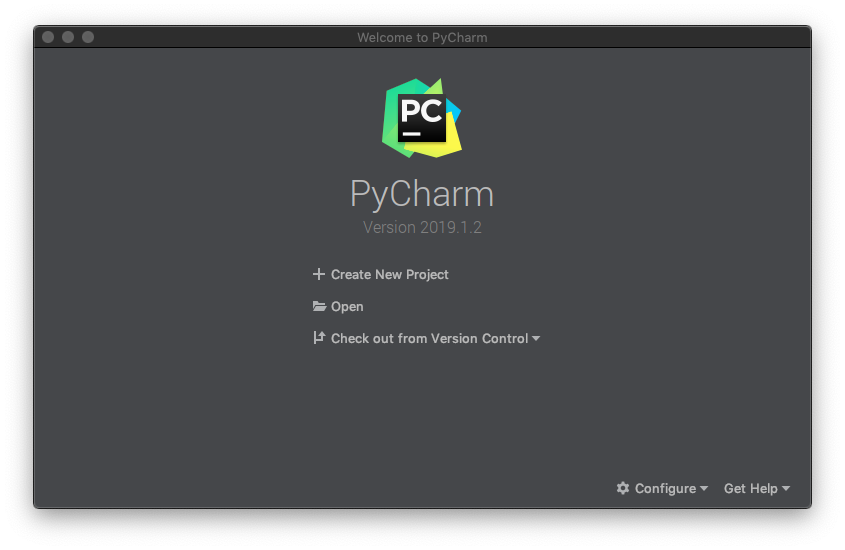 Welcome to PyCharm
PC
PyCharm
Version 2019.1.2
Create New Project
Open
Check out from Version Control
Configure
Get Help